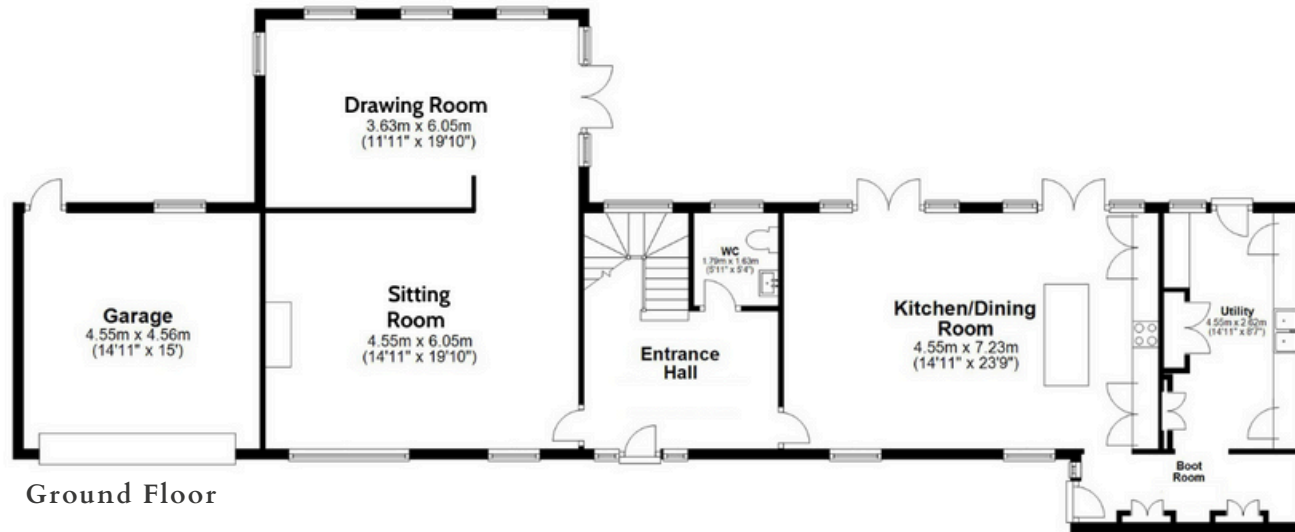 Drawing Room
3.63m x 6.05m
(11'11" x 19'10")
WC
1.79m x 1.63m
(5'11" x 5'4")
Garage
4.55m x 4.56m
(14'11" x 15')
Sitting
Room
4.55m x 6.05m
(14'11" x 19'10")
Entrance
Hall
Kitchen/Dining
Room
4.55m x 7.23m
(14'11" x 23'9")
Utility
4.55m x 2.62m
(14'11" x 8'7")
Boot
Room
Ground Floor